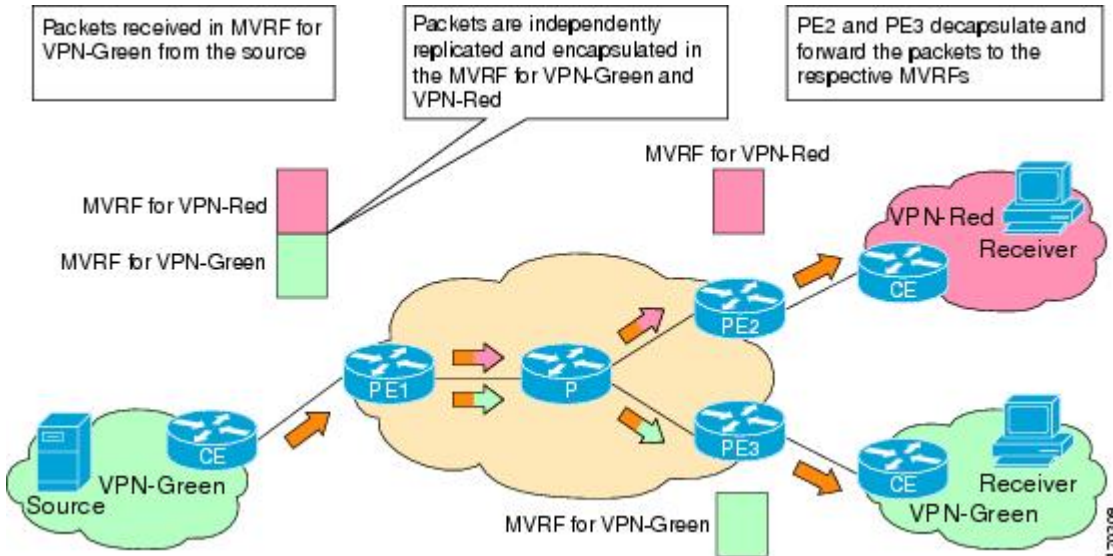 Packets received in MVRF for
VPN-Green from the source
Packets are independently
replicated and encapsulated in
the MVRF for VPN-Green and
VPN-Red
PE2 and PE3 decapsulate and
forward the packets to the
respective MVRFs
MVRF for VPN-Red
MVRF for VPN-Red
MVRF for VPN-Green
VPN-Red
Receiver
CE
PE2
PE1
P
PE3
CE
VPN-Green
Source
CE
Receiver
VPN-Green
MVRF for VPN-Green